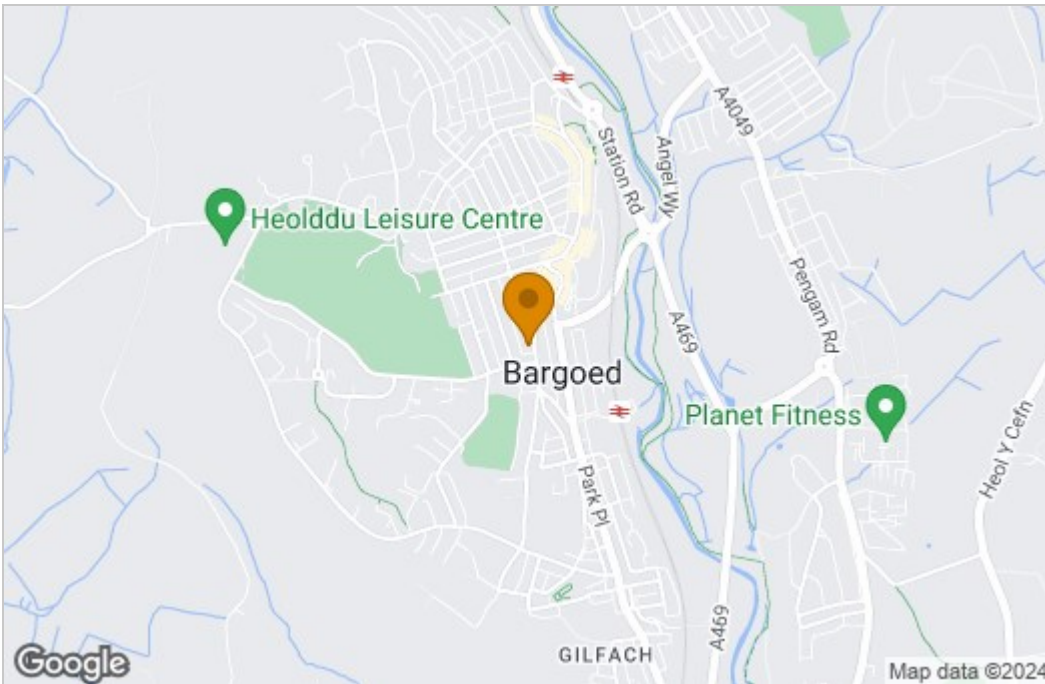 A4049
Station Rd
Angel Wy
Heolddu Leisure Centre
Pengam Rd
A469
Bargoed
Planet Fitness
Heol Y Cefn
Park Pl
A469
GILFACH
Google
Map data ©2024